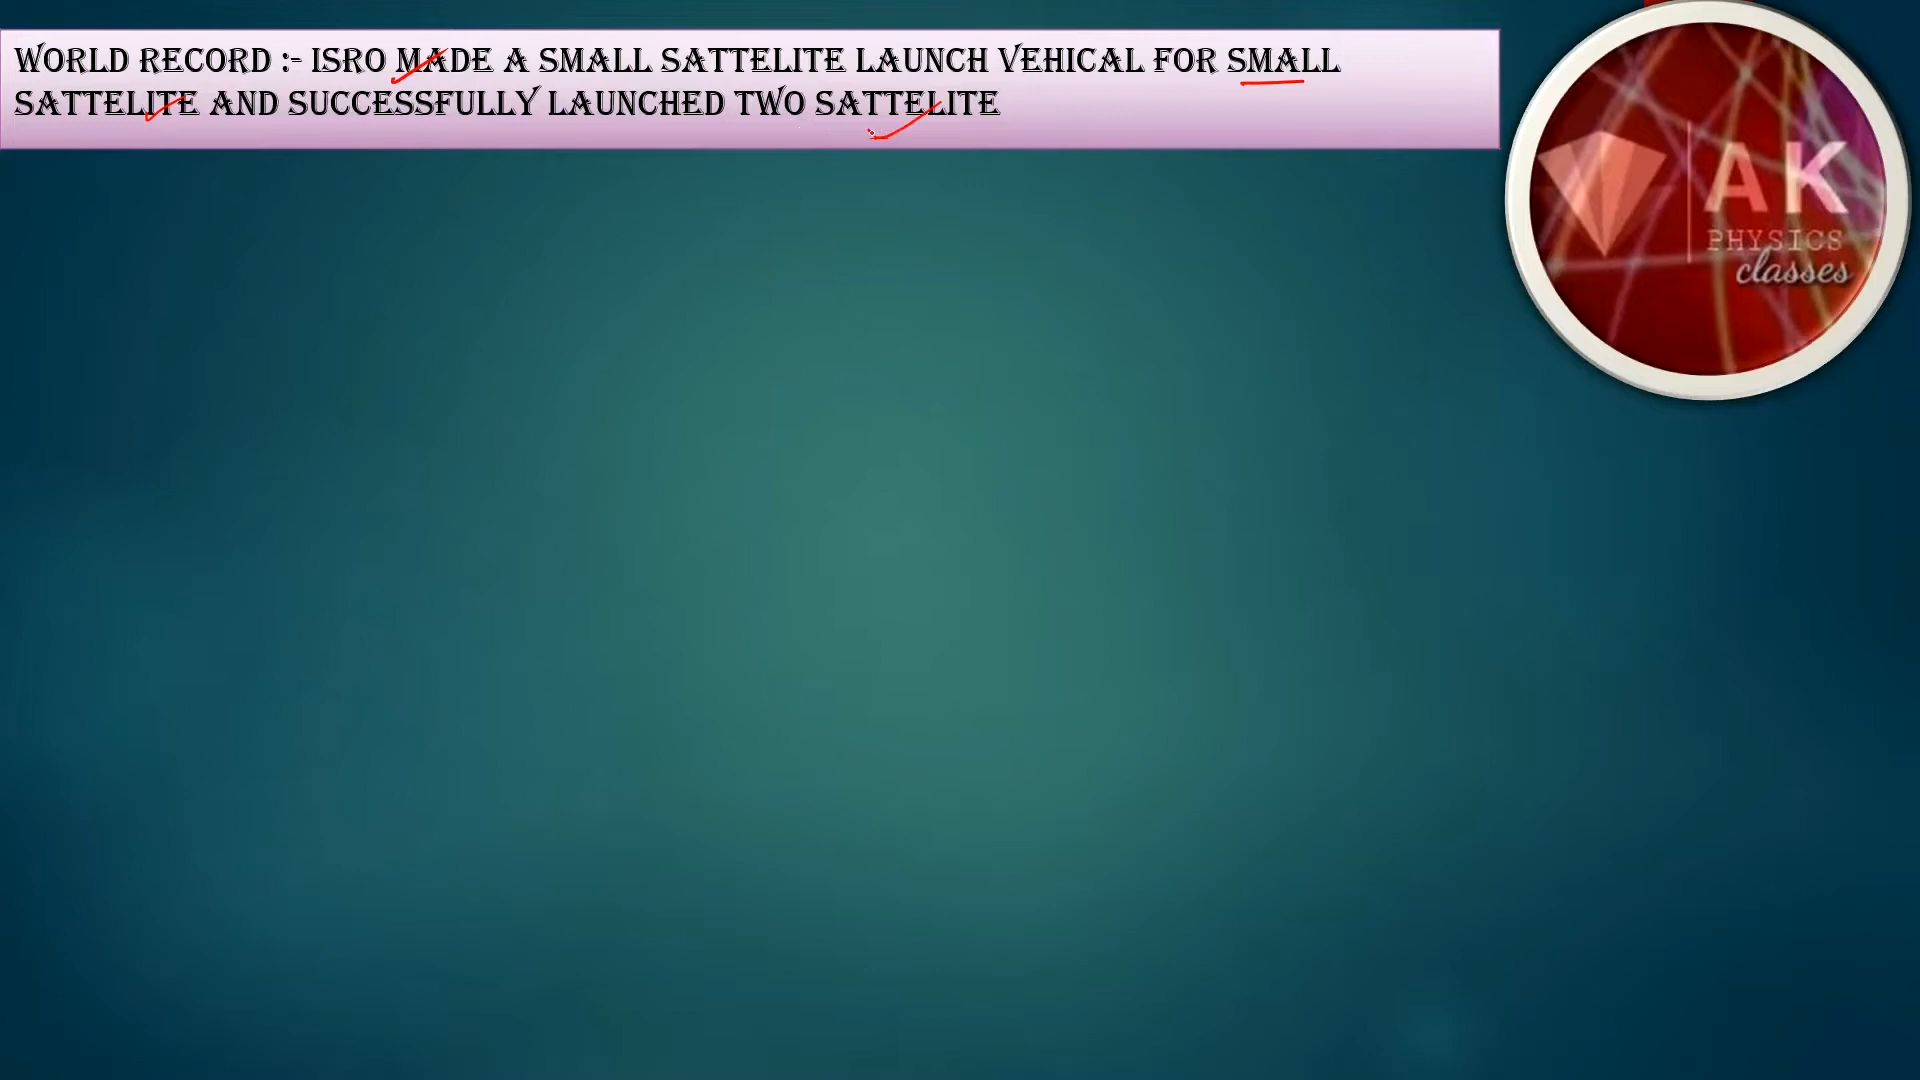 WORLD RECORD :- ISRO MADE A SMALL SATTELITE LAUNCH VEHICAL FOR SMALL
SATTELITE AND SUCCESSFULLY LAUNCHED TWO SATTELITE
AK
PHYSICS
classes